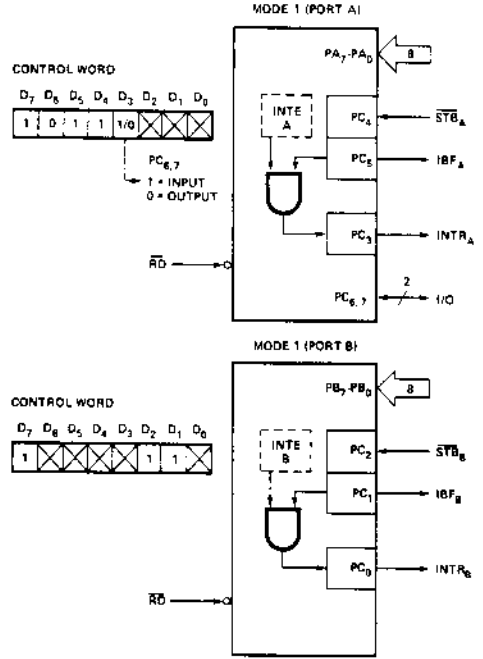 MODE 1 (PORT A)
PA7-PA0
8
CONTROL WORD
D7 D6 D5 D4 D3 D2 D1 D0
1 0 1 1 1/0
PC6,7
1 = INPUT
0 = OUTPUT
INTE
A
PC4
STBA
PC5
IBFA
PC3
INTRA
RD
PC6,7
2
I/O
MODE 1 (PORT B)
PB7-PB0
8
CONTROL WORD
D7 D6 D5 D4 D3 D2 D1 D0
1 1 1
INTE
B
PC2
STBB
PC1
IBFB
PC0
INTRB
RD